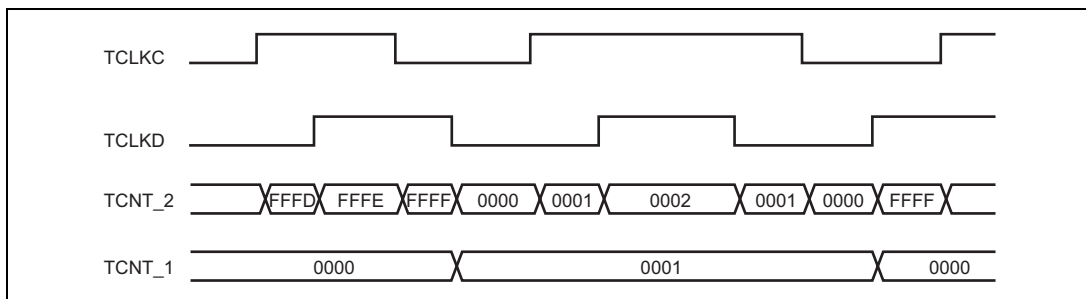 TCLKC
TCLKD
TCNT_2 FFFD FFFE FFFF 0000 0001 0002 0001 0000 FFFF
TCNT_1 0000 0001 0000